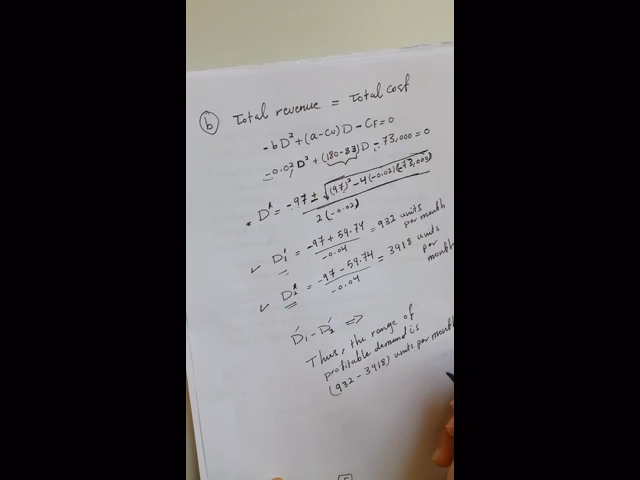 b Total revenue = Total cost
-bD² + (a-Cv) D - CF = 0
-0.02 D² + (180-83) D - 73,000 = 0
* D* = -97 ± √(97)² - 4(-0.02)(-73,000)
2(-0.02)
✓ D₁' = -97 + 59.74 / -0.04 = 932 units per month
✓ D₂' = -97 - 59.74 / -0.04 = 3918 units per month
D₁' - D₂' =>
Thus, the range of
profitable demand is
(932 - 3918) units per month